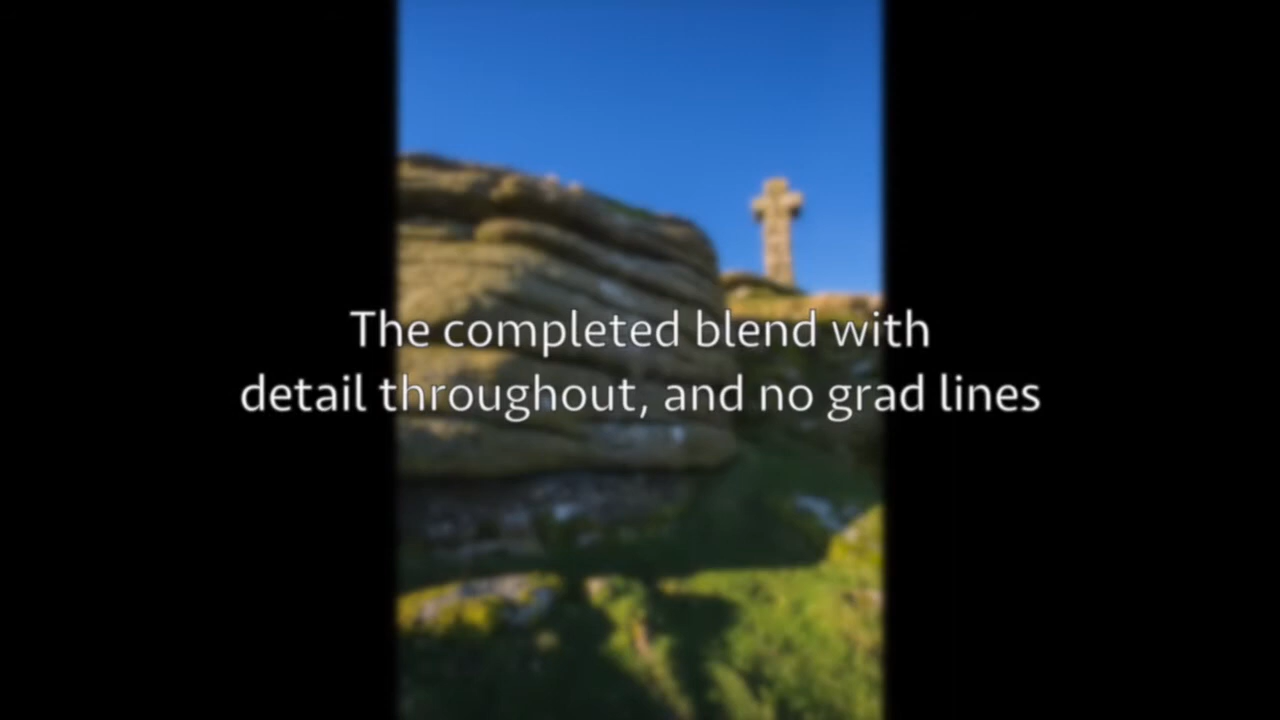 The completed blend with
detail throughout, and no grad lines